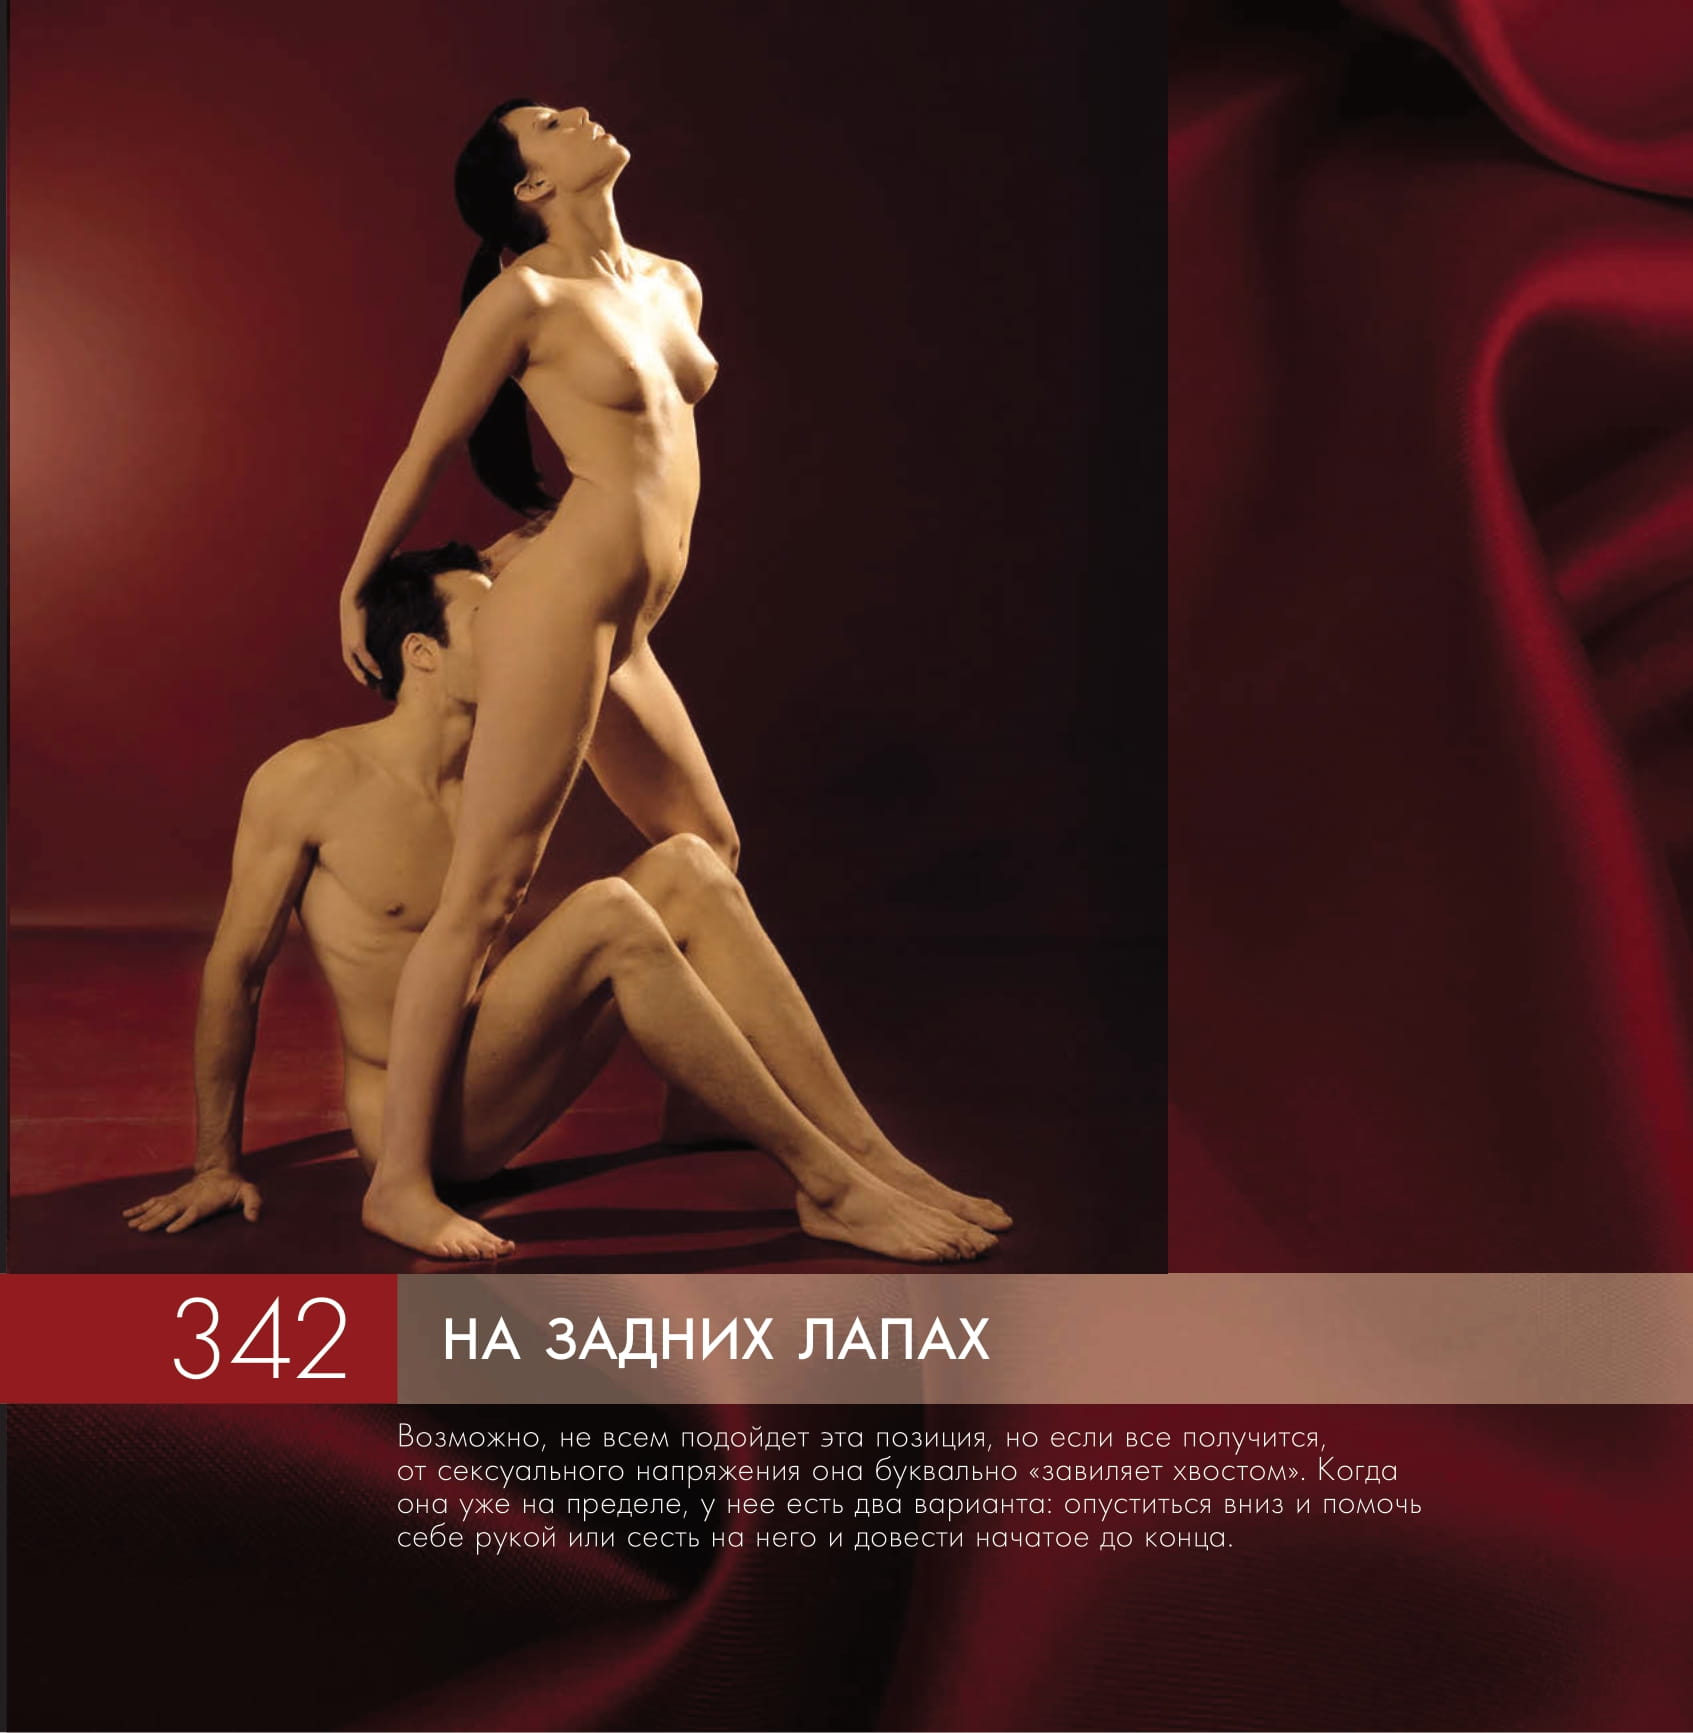 342
НА ЗАДНИХ ЛАПАХ
Возможно, не всем подойдет эта позиция, но если все получится,
от сексуального напряжения она буквально «завиляет хвостом». Когда
она уже на пределе, у нее есть два варианта: опуститься вниз и помочь
себе рукой или сесть на него и довести начатое до конца.